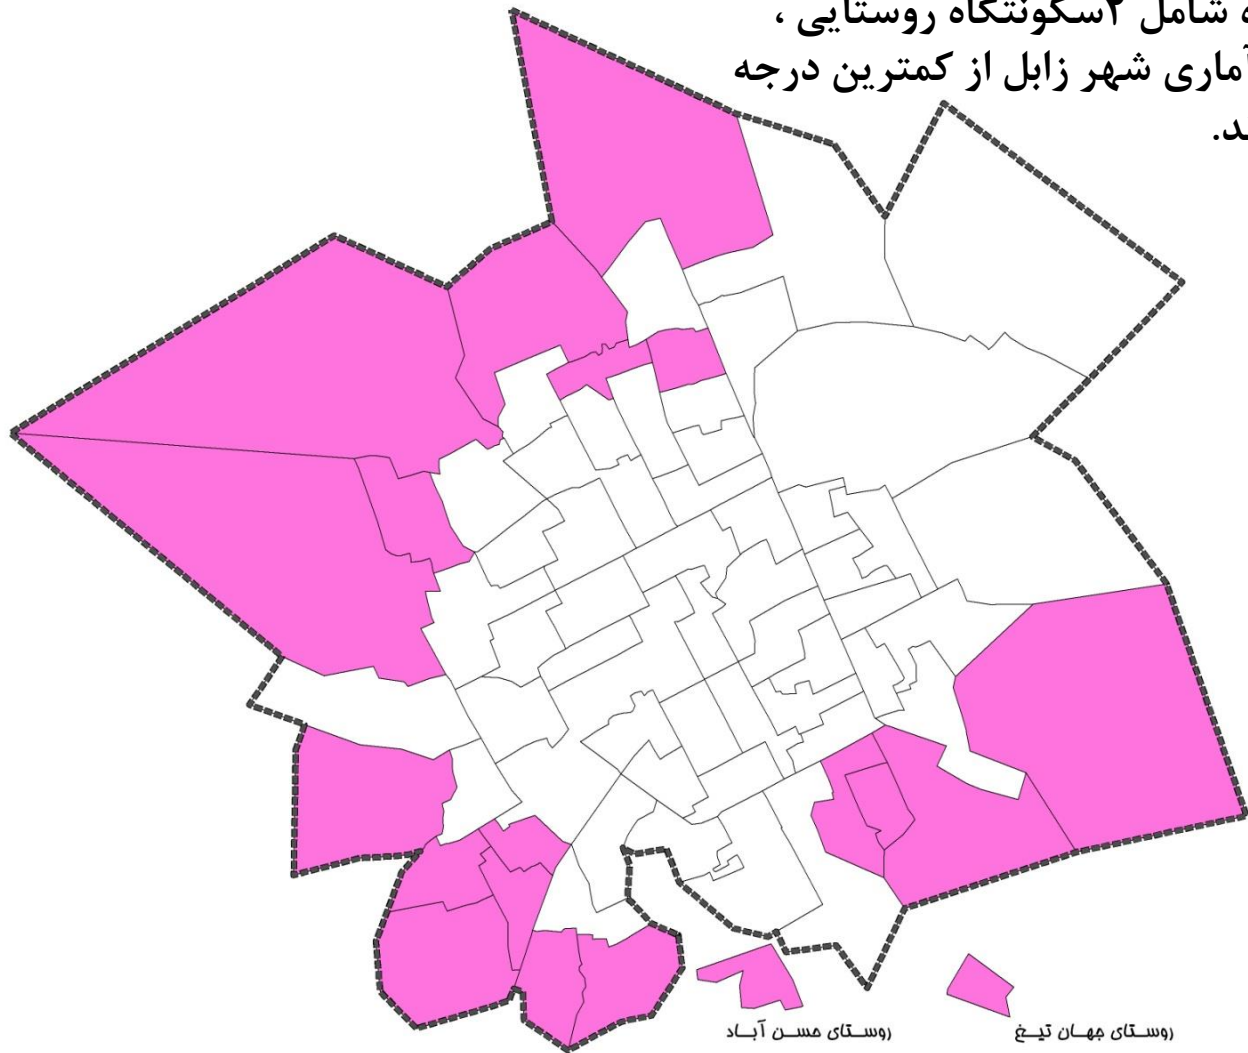 شامل ۲سکونتگاه روستایی ،
آماری شهر زابل از کمترین درجه
روستای حسن آباد
روستای جهان تیغ